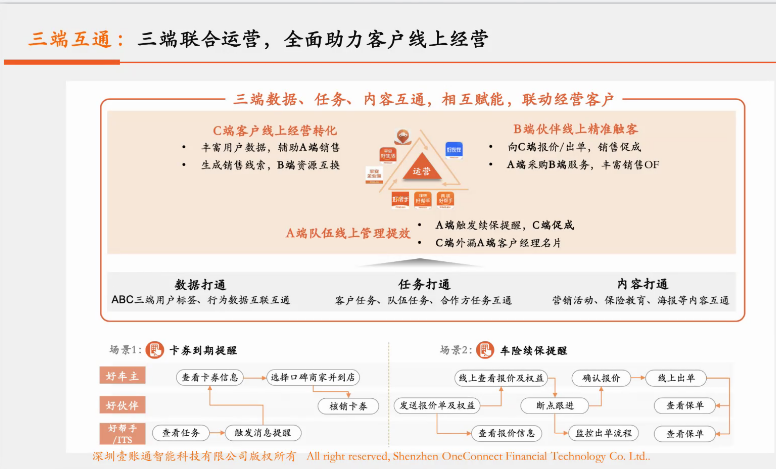 三端互通：三端联合运营，全面助力客户线上经营
三端数据、任务、内容互通，相互赋能，联动经营客户
C端客户线上经营转化
• 丰富用户数据，辅助A端销售
• 生成销售线索，B端资源互换
B端伙伴线上精准触客
• 向C端报价/出单，销售促成
• A端采购B端服务，丰富销售OF
运营
A端队伍线上管理提效
• A端触发续保提醒，C端促成
• C端外漏A端客户经理名片
数据打通
ABC三端用户标签、行为数据互联互通
任务打通
客户任务、队伍任务、合作方任务互通
内容打通
营销活动、保险教育、海报等内容互通
场景1： 卡券到期提醒
场景2： 车险续保提醒
好车主
查看卡券信息
选择口碑商家并到店
线上查看报价及权益
确认报价
线上出单
好伙伴
核销卡券
发送报价单及权益
断点跟进
查看保单
好帮手
/ITS
查看任务
触发消息提醒
查看报价信息
监控出单流程
查看保单
深圳壹账通智能科技有限公司版权所有 All right reserved, Shenzhen OneConnect Financial Technology Co. Ltd..